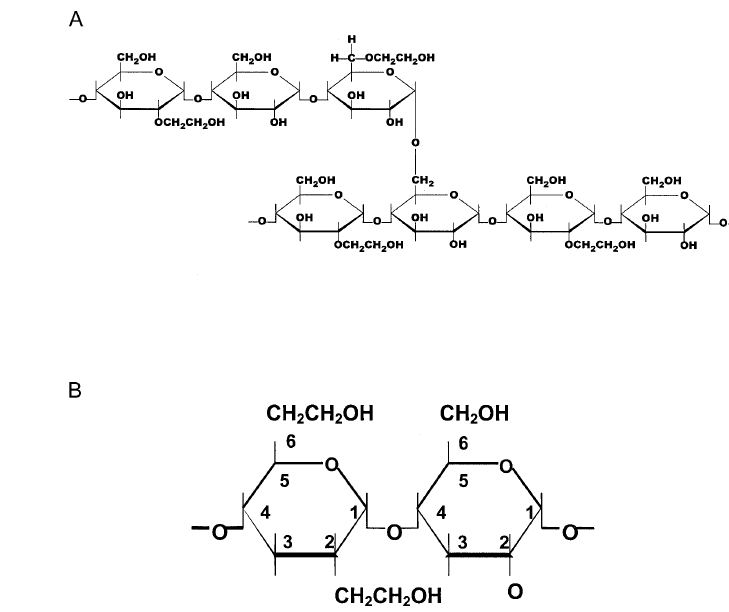 A
H
CH₂OH CH₂OH H C OCH₂CH₂OH
O O O
O OH O OH O OH
OCH₂CH₂OH OH OH
O
CH₂OH CH₂ CH₂OH CH₂OH
O O O O
O OH O OH O OH O OH O
OCH₂CH₂OH OH OCH₂CH₂OH OH
B
CH₂CH₂OH CH₂OH
6 6
O O
5 5
4 1 4 1
O O O
3 2 3 2
CH₂CH₂OH O